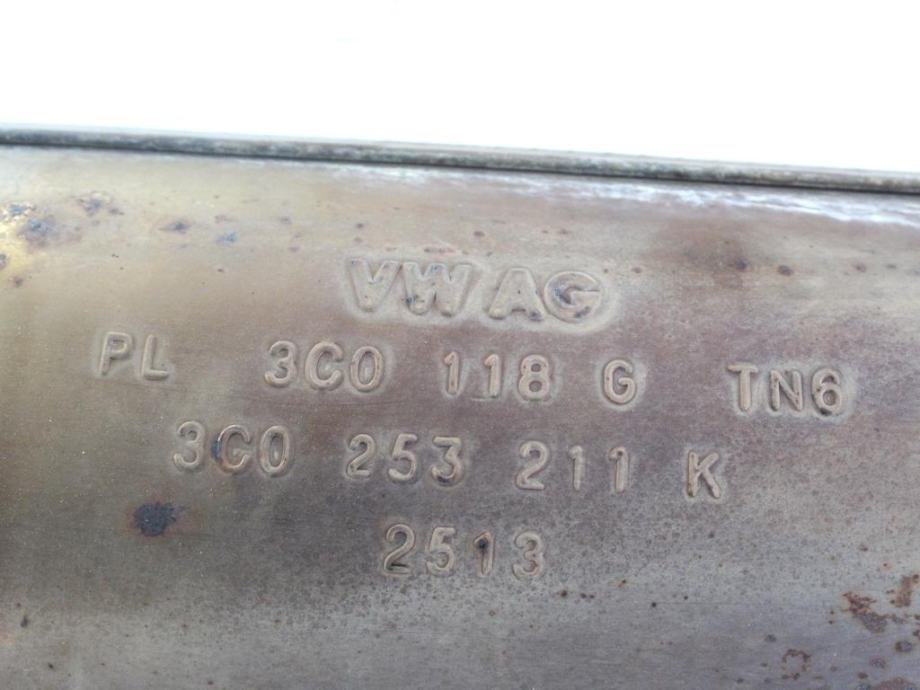 VW AG
PL 3C0 118 G TN6
3C0 253 211 K
2513